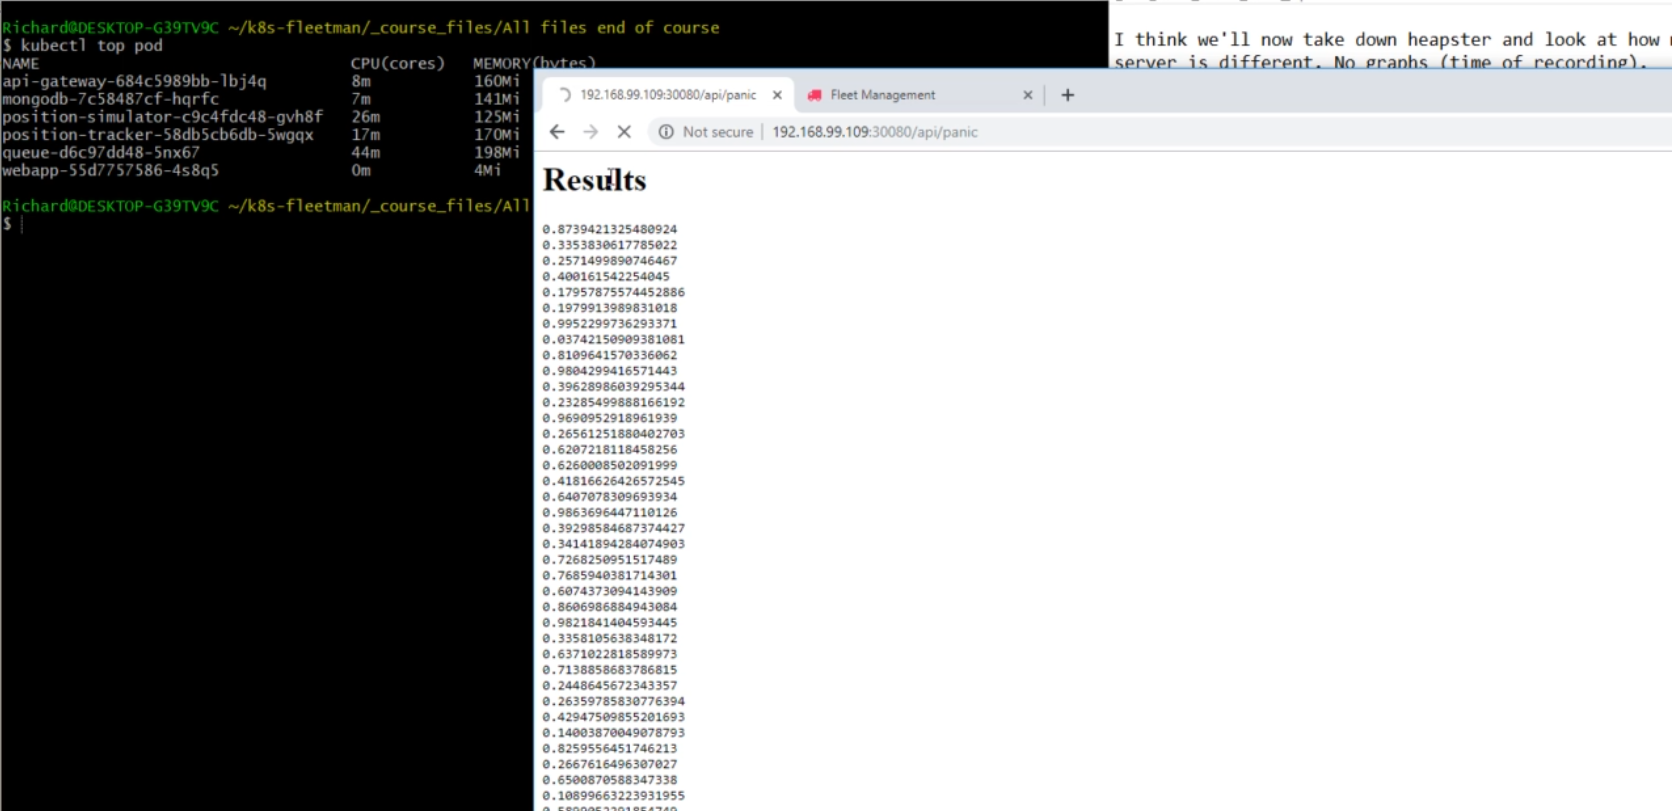 Richard@DESKTOP-G39TV9C ~/k8s-fleetman/_course_files/All files end of course
$ kubectl top pod
NAME CPU(cores) MEMORY(bytes)
api-gateway-684c5989bb-lbj4q 8m 160Mi
mongodb-7c58487cf-hqrfc 7m 141Mi
position-simulator-c9c4fdc48-gvh8f 26m 125Mi
position-tracker-58db5cb6db-5wgqx 17m 170Mi
queue-d6c97dd48-5nx67 44m 198Mi
webapp-55d7757586-4s8q5 0m 4Mi
Richard@DESKTOP-G39TV9C ~/k8s-fleetman/_course_files/All
$
I think we'll now take down heapster and look at how
server is different. No graphs (time of recording).
192.168.99.109:30080/api/panic
Fleet Management
Not secure | 192.168.99.109:30080/api/panic
Results
0.8739421325480924
0.3353830617785022
0.2571499890746467
0.400161542254045
0.17957875574452886
0.1979913989831018
0.9952299736293371
0.03742150909381081
0.8109641570336062
0.9804299416571443
0.39628986039295344
0.23285499888166192
0.9690952918961939
0.26561251880402703
0.6207218118458256
0.6260008502091999
0.41816626426572545
0.6407078309693934
0.9863696447110126
0.39298584687374427
0.34141894284074903
0.7268250951517489
0.7685940381714301
0.6074373094143909
0.8606986884943084
0.9821841404593445
0.3358105638348172
0.6371022818589973
0.7138858683786815
0.2448645672343357
0.26359785830776394
0.42947509855201693
0.14003870049078793
0.8259556451746213
0.2667616496307027
0.6500870588347338
0.10899663223931955